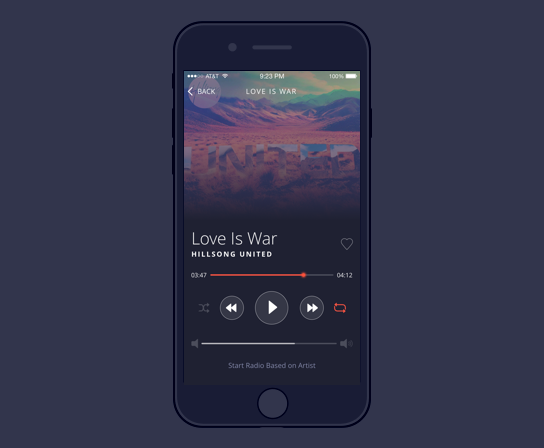 AT&T 9:23 PM 100%
BACK LOVE IS WAR
UNITED
Love Is War
HILLSONG UNITED
03:47 04:12
Start Radio Based on Artist